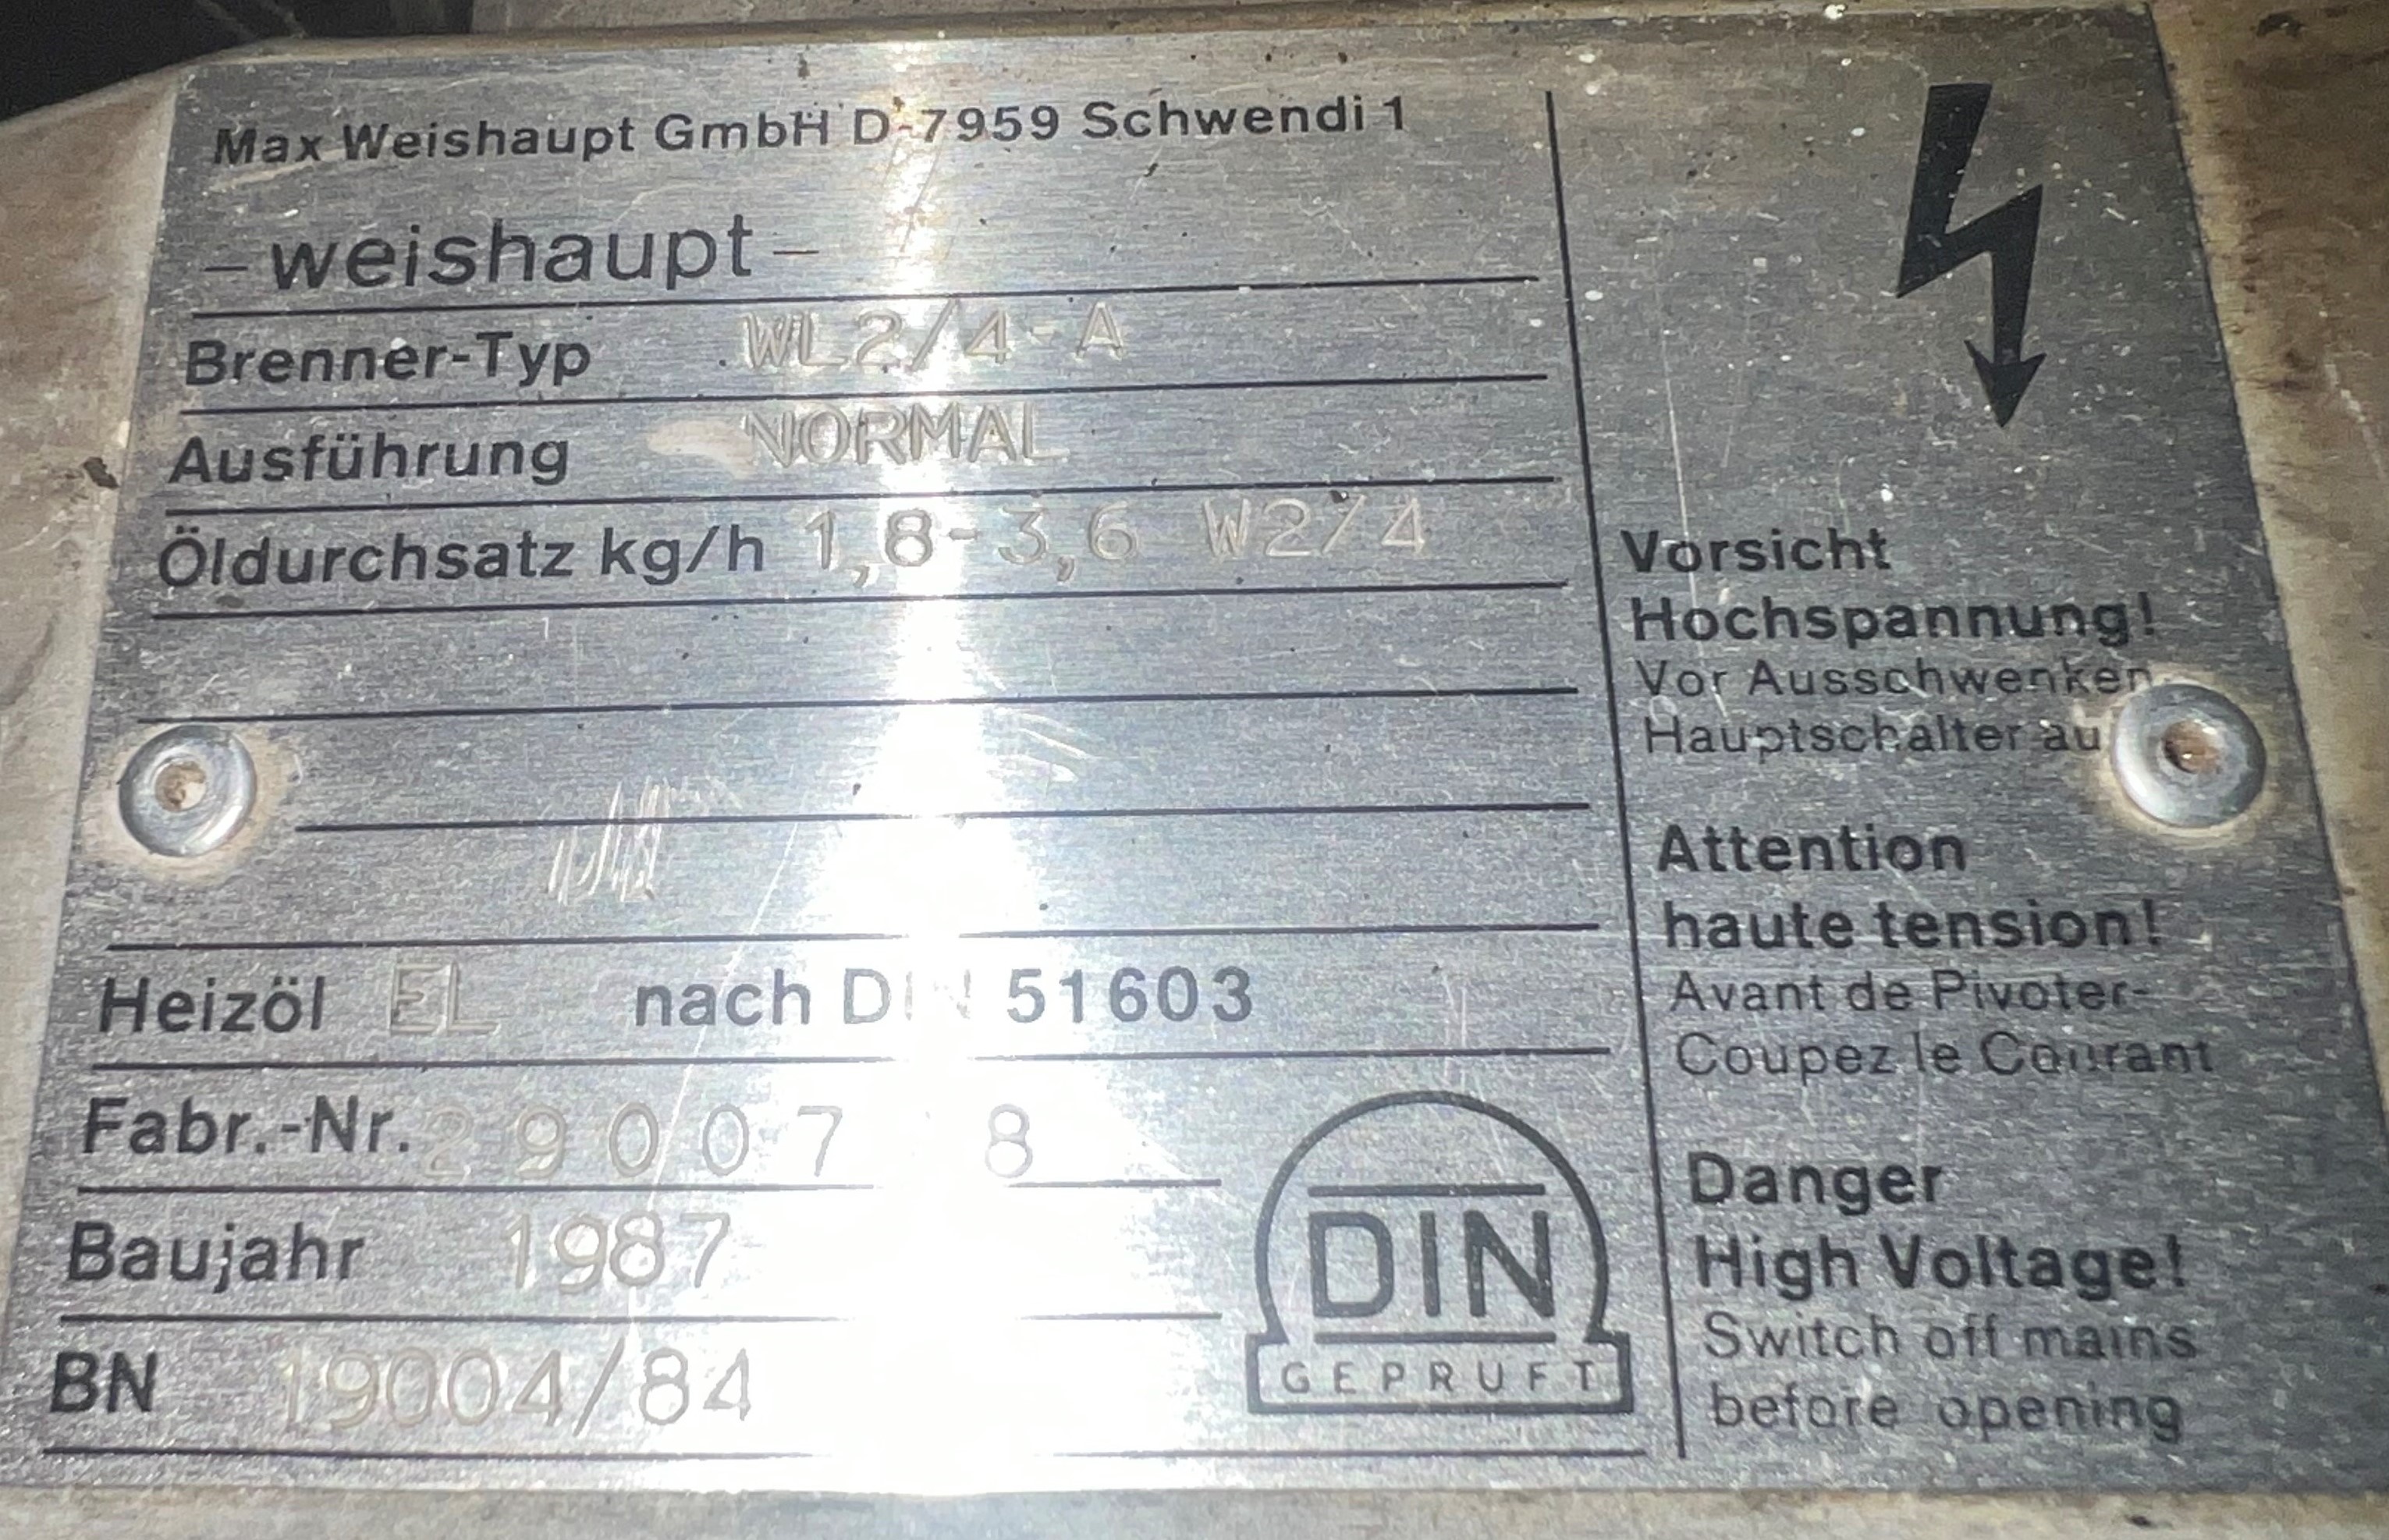 Max Weishaupt GmbH D-7959 Schwendi 1
– weishaupt –
Brenner-Typ WL2/4-A
Ausführung NORMAL
Öldurchsatz kg/h 1,8-3,6 W2/4
Heizöl EL nach DIN 51603
Fabr.-Nr.
Baujahr 1987
BN 19004/84
DIN
GEPRUFT
Vorsicht
Hochspannung!
Vor Ausschwenken
Hauptschalter
Attention
haute tension!
Avant de Pivoter-
Coupez le Courant
Danger
High Voltage!
Switch off mains
before opening